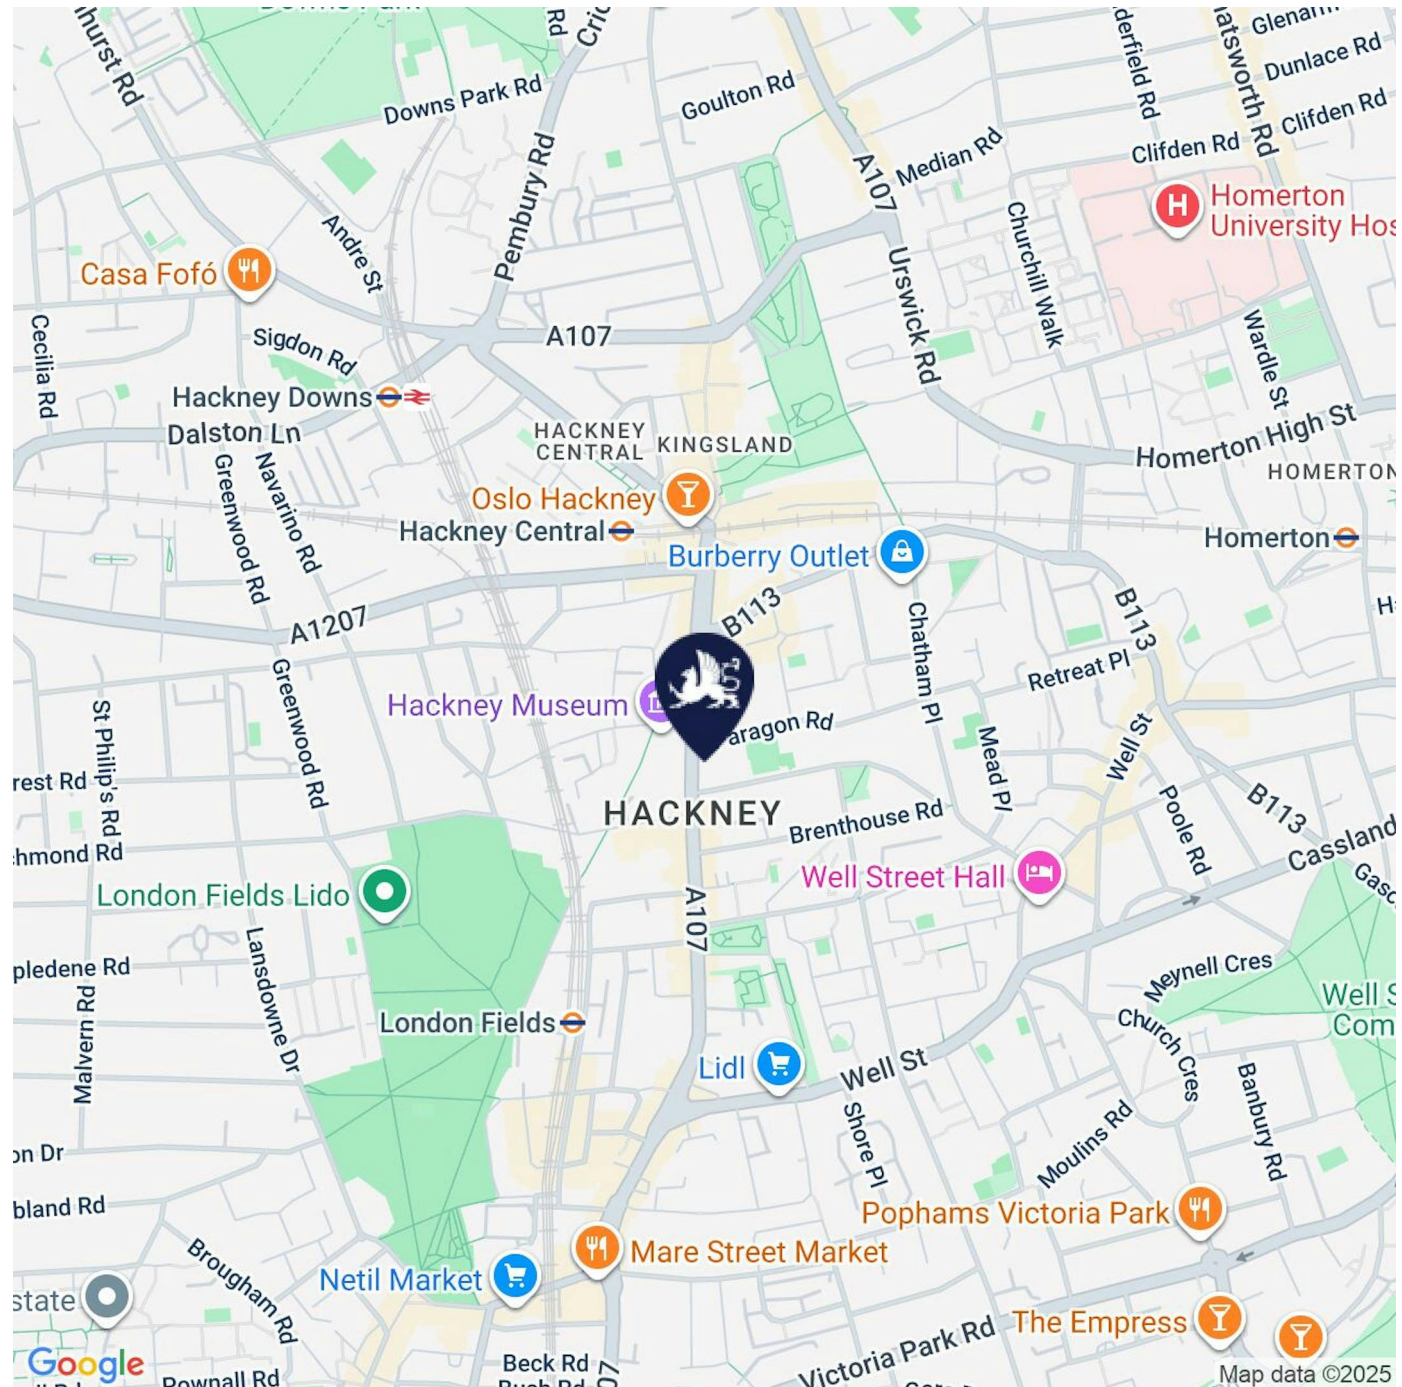 Downs Park Rd
Goulton Rd
Glenarm
Dunlace Rd
Clifden Rd
Clifden Rd
Median Rd
A107
Pembury Rd
Andre St
Churchill Walk
Homerton
University Hos
Casa Fofó
Urswick Rd
A107
Cecilia Rd
Sigdon Rd
Wardle St
Hackney Downs
Dalston Ln
HACKNEY
CENTRAL
KINGSLAND
Homerton High St
HOMERTON
Greenwood Rd
Navarino Rd
Oslo Hackney
Hackney Central
Burberry Outlet
Homerton
A1207
B113
B113
Chatham Pl
Retreat Pl
Greenwood Rd
St Philip's Rd
Hackney Museum
aragon Rd
Mead Pl
Well St
rest Rd
HACKNEY
Brenthouse Rd
Poole Rd
B113
hmond Rd
Cassland
London Fields Lido
Well Street Hall
A107
Lansdowne Dr
pledene Rd
Malvern Rd
Meynell Cres
Well S
Com
London Fields
Church Cres
Lidl
Well St
Banbury Rd
Shore Pl
Moulins Rd
on Dr
bland Rd
Pophams Victoria Park
Brougham Rd
Mare Street Market
Netil Market
state
The Empress
Victoria Park Rd
Beck Rd
Google
Pownall Rd
Map data ©2025